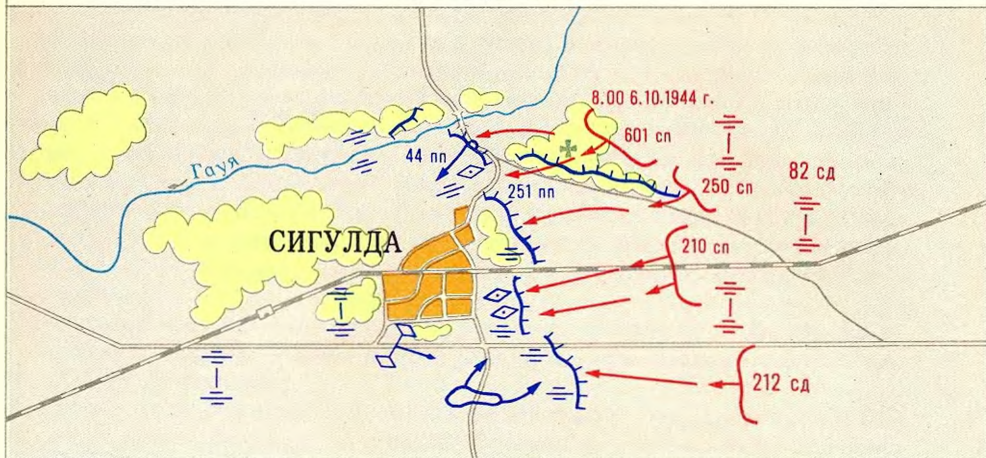 8.00 6.10.1944 г.
601 сп
44 пп
Гауя
250 сп
82 сд
251 пп
СИГУЛДА
210 сп
212 сд